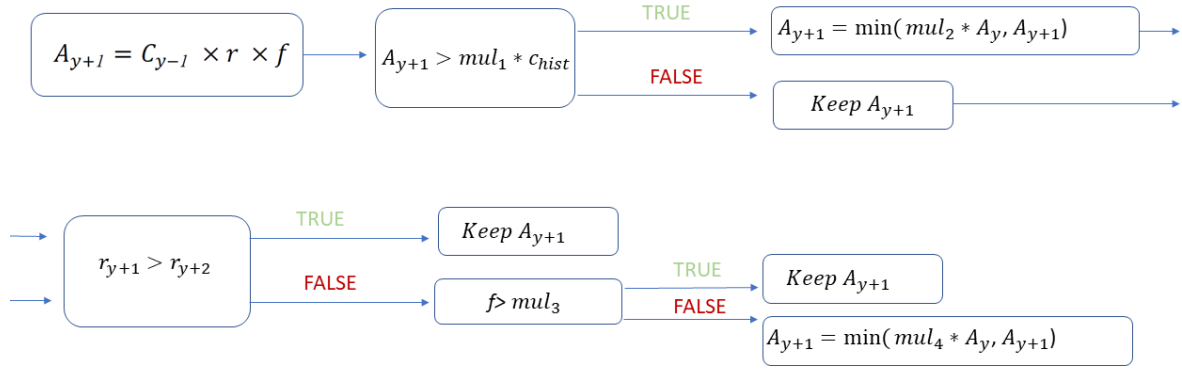 TRUE
A_{y+1} = C_{y-1} × r × f
A_{y+1} > mul_1 * c_{hist}
A_{y+1} = min( mul_2 * A_y, A_{y+1})
FALSE
Keep A_{y+1}
r_{y+1} > r_{y+2}
TRUE
Keep A_{y+1}
FALSE
f> mul_3
TRUE
Keep A_{y+1}
FALSE
A_{y+1} = min( mul_4 * A_y, A_{y+1})